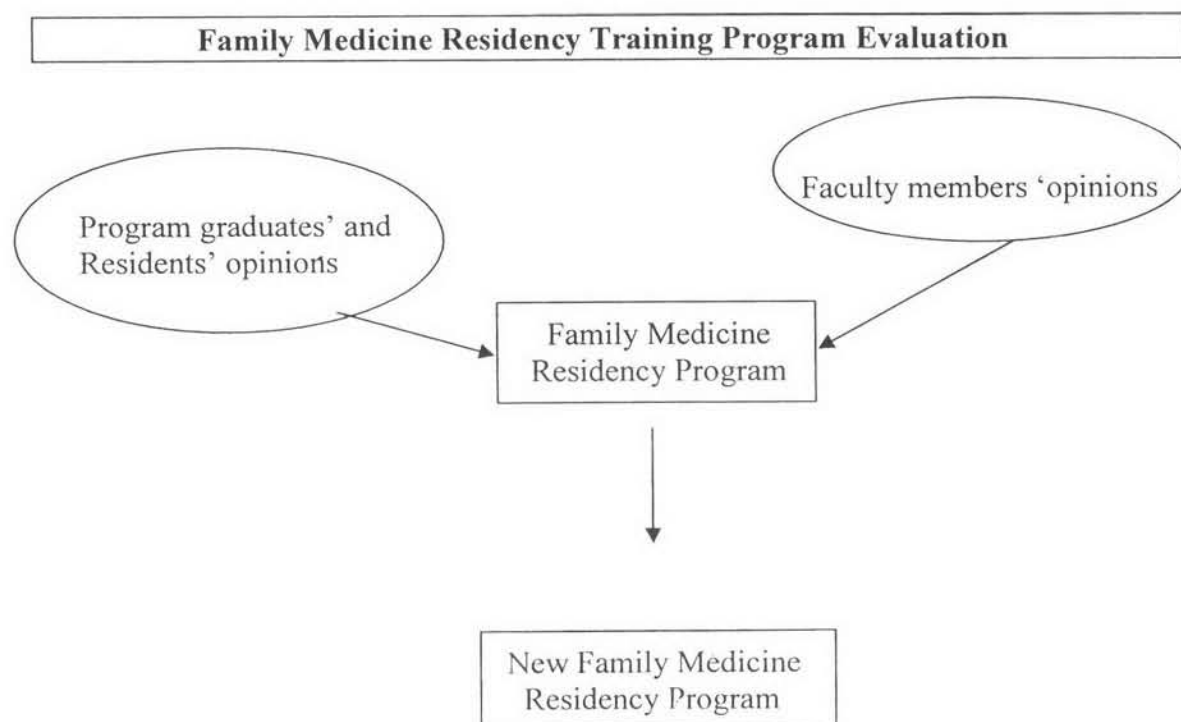 Family Medicine Residency Training Program Evaluation
Faculty members ‘opinions
Program graduates’ and
Residents’ opinions
Family Medicine
Residency Program
New Family Medicine
Residency Program